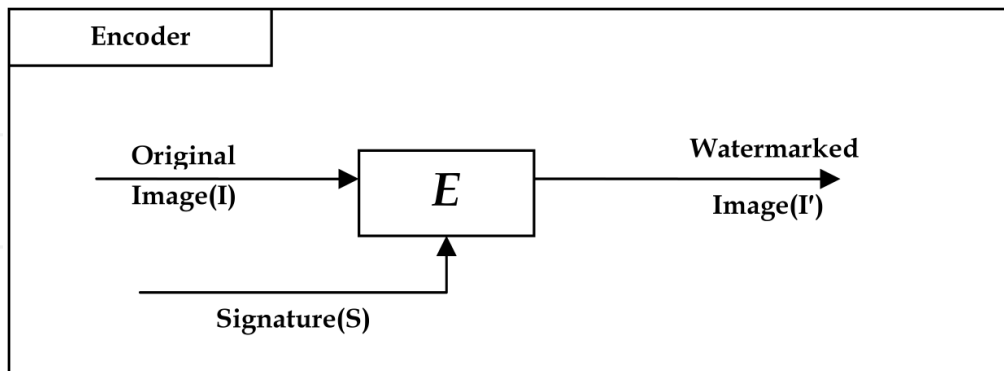 Encoder
Original
Image(I)
E
Watermarked
Image(I′)
Signature(S)